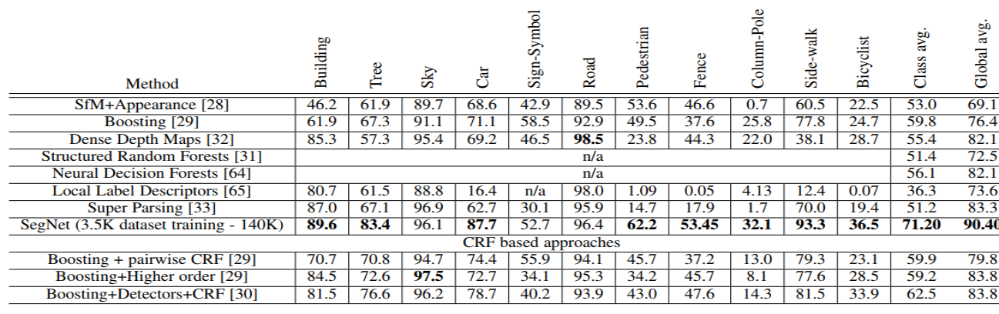 Method Building Tree Sky Car Sign-Symbol Road Pedestrian Fence Column-Pole Side-walk Bicyclist Class avg. Global avg.
SfM+Appearance [28] 46.2 61.9 89.7 68.6 42.9 89.5 53.6 46.6 0.7 60.5 22.5 53.0 69.1
Boosting [29] 61.9 67.3 91.1 71.1 58.5 92.9 49.5 37.6 25.8 77.8 24.7 59.8 76.4
Dense Depth Maps [32] 85.3 57.3 95.4 69.2 46.5 98.5 23.8 44.3 22.0 38.1 28.7 55.4 82.1
Structured Random Forests [31] n/a 51.4 72.5
Neural Decision Forests [64] n/a 56.1 82.1
Local Label Descriptors [65] 80.7 61.5 88.8 16.4 n/a 98.0 1.09 0.05 4.13 12.4 0.07 36.3 73.6
Super Parsing [33] 87.0 67.1 96.9 62.7 30.1 95.9 14.7 17.9 1.7 70.0 19.4 51.2 83.3
SegNet (3.5K dataset training - 140K) 89.6 83.4 96.1 87.7 52.7 96.4 62.2 53.45 32.1 93.3 36.5 71.20 90.40
CRF based approaches
Boosting + pairwise CRF [29] 70.7 70.8 94.7 74.4 55.9 94.1 45.7 37.2 13.0 79.3 23.1 59.9 79.8
Boosting+Higher order [29] 84.5 72.6 97.5 72.7 34.1 95.3 34.2 45.7 8.1 77.6 28.5 59.2 83.8
Boosting+Detectors+CRF [30] 81.5 76.6 96.2 78.7 40.2 93.9 43.0 47.6 14.3 81.5 33.9 62.5 83.8